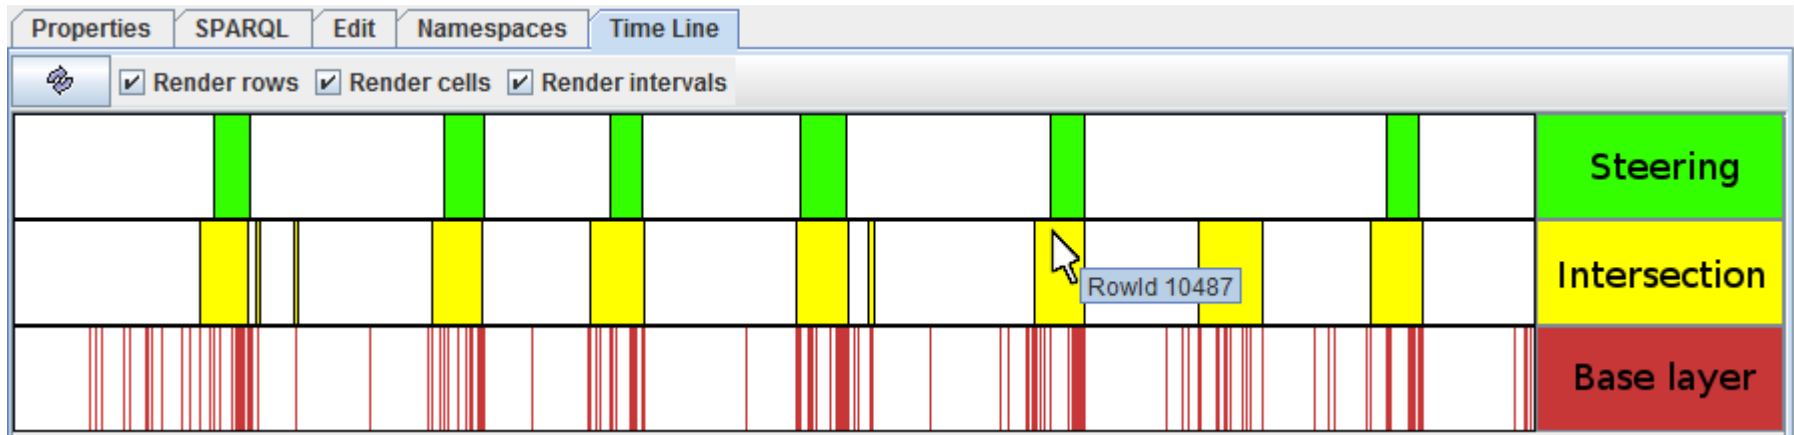 Properties SPARQL Edit Namespaces Time Line
Render rows Render cells Render intervals
Steering
Intersection
RowId 10487
Base layer